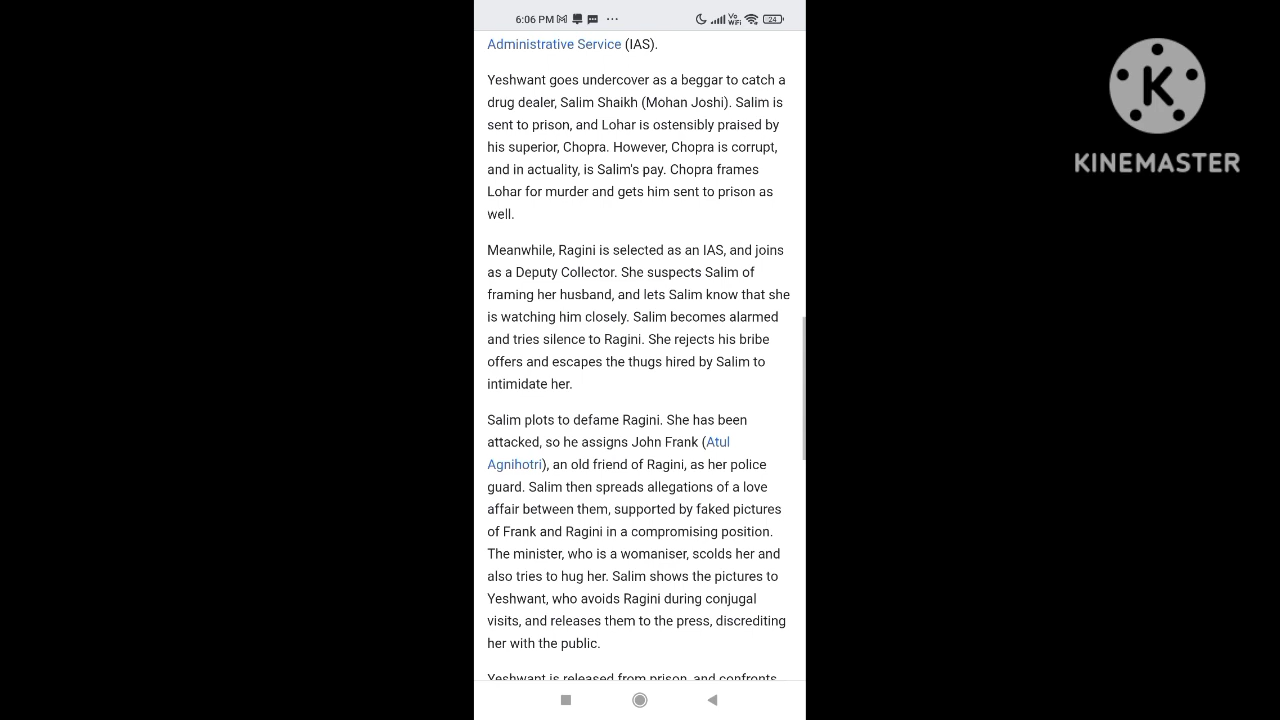 6:06 PM
Vo
WiFi
24
Administrative Service (IAS).
Yeshwant goes undercover as a beggar to catch a
drug dealer, Salim Shaikh (Mohan Joshi). Salim is
sent to prison, and Lohar is ostensibly praised by
his superior, Chopra. However, Chopra is corrupt,
and in actuality, is Salim's pay. Chopra frames
Lohar for murder and gets him sent to prison as
well.
Meanwhile, Ragini is selected as an IAS, and joins
as a Deputy Collector. She suspects Salim of
framing her husband, and lets Salim know that she
is watching him closely. Salim becomes alarmed
and tries silence to Ragini. She rejects his bribe
offers and escapes the thugs hired by Salim to
intimidate her.
Salim plots to defame Ragini. She has been
attacked, so he assigns John Frank (Atul
Agnihotri), an old friend of Ragini, as her police
guard. Salim then spreads allegations of a love
affair between them, supported by faked pictures
of Frank and Ragini in a compromising position.
The minister, who is a womaniser, scolds her and
also tries to hug her. Salim shows the pictures to
Yeshwant, who avoids Ragini during conjugal
visits, and releases them to the press, discrediting
her with the public.
Yeshwant is released from prison, and confronts
K
KINEMASTER